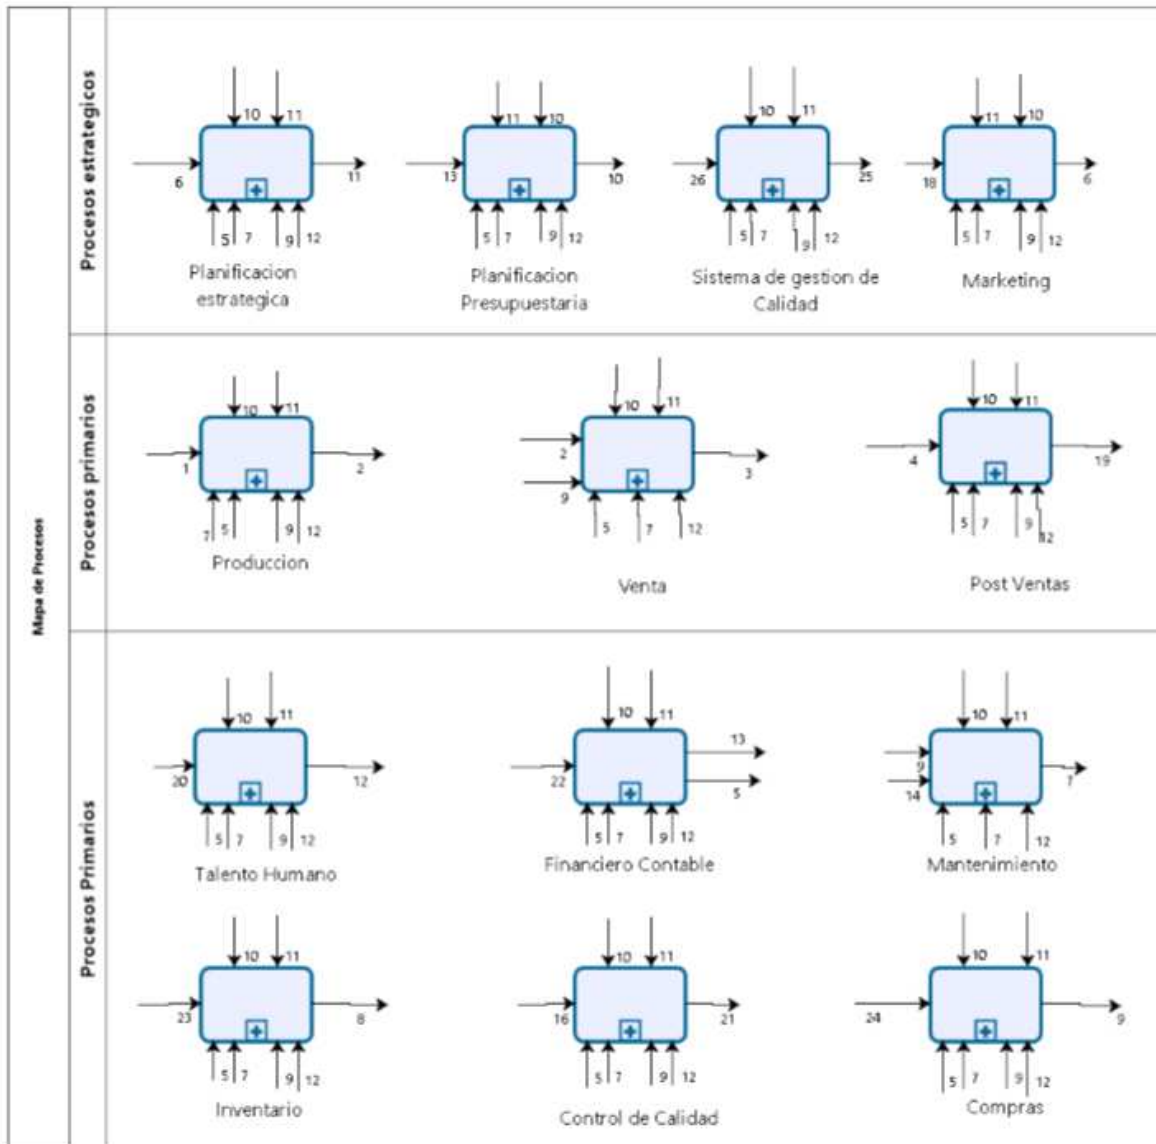 Mapa de Procesos
Procesos estrategicos
10 11 11 10 10 11 11 10
6 11 13 10 26 25 18 6
5 7 9 12 5 7 9 12 5 7 9 12 5 7 9 12
Planificacion
estrategica
Planificacion
Presupuestaria
Sistema de gestion de
Calidad
Marketing
Procesos primarios
10 11 10 11 10 11
1 2 2 9 3 4 19
7 5 9 12 5 7 12 5 7 9 12
Produccion
Venta
Post Ventas
Procesos Primarios
10 11 10 11 10 11
20 12 22 13 5 9 14 7
5 7 9 12 5 7 9 12 5 7 12
Talento Humano
Financiero Contable
Mantenimiento
10 11 10 11 10 11
23 8 16 21 24 9
5 7 9 12 5 7 9 12 5 7 9 12
Inventario
Control de Calidad
Compras